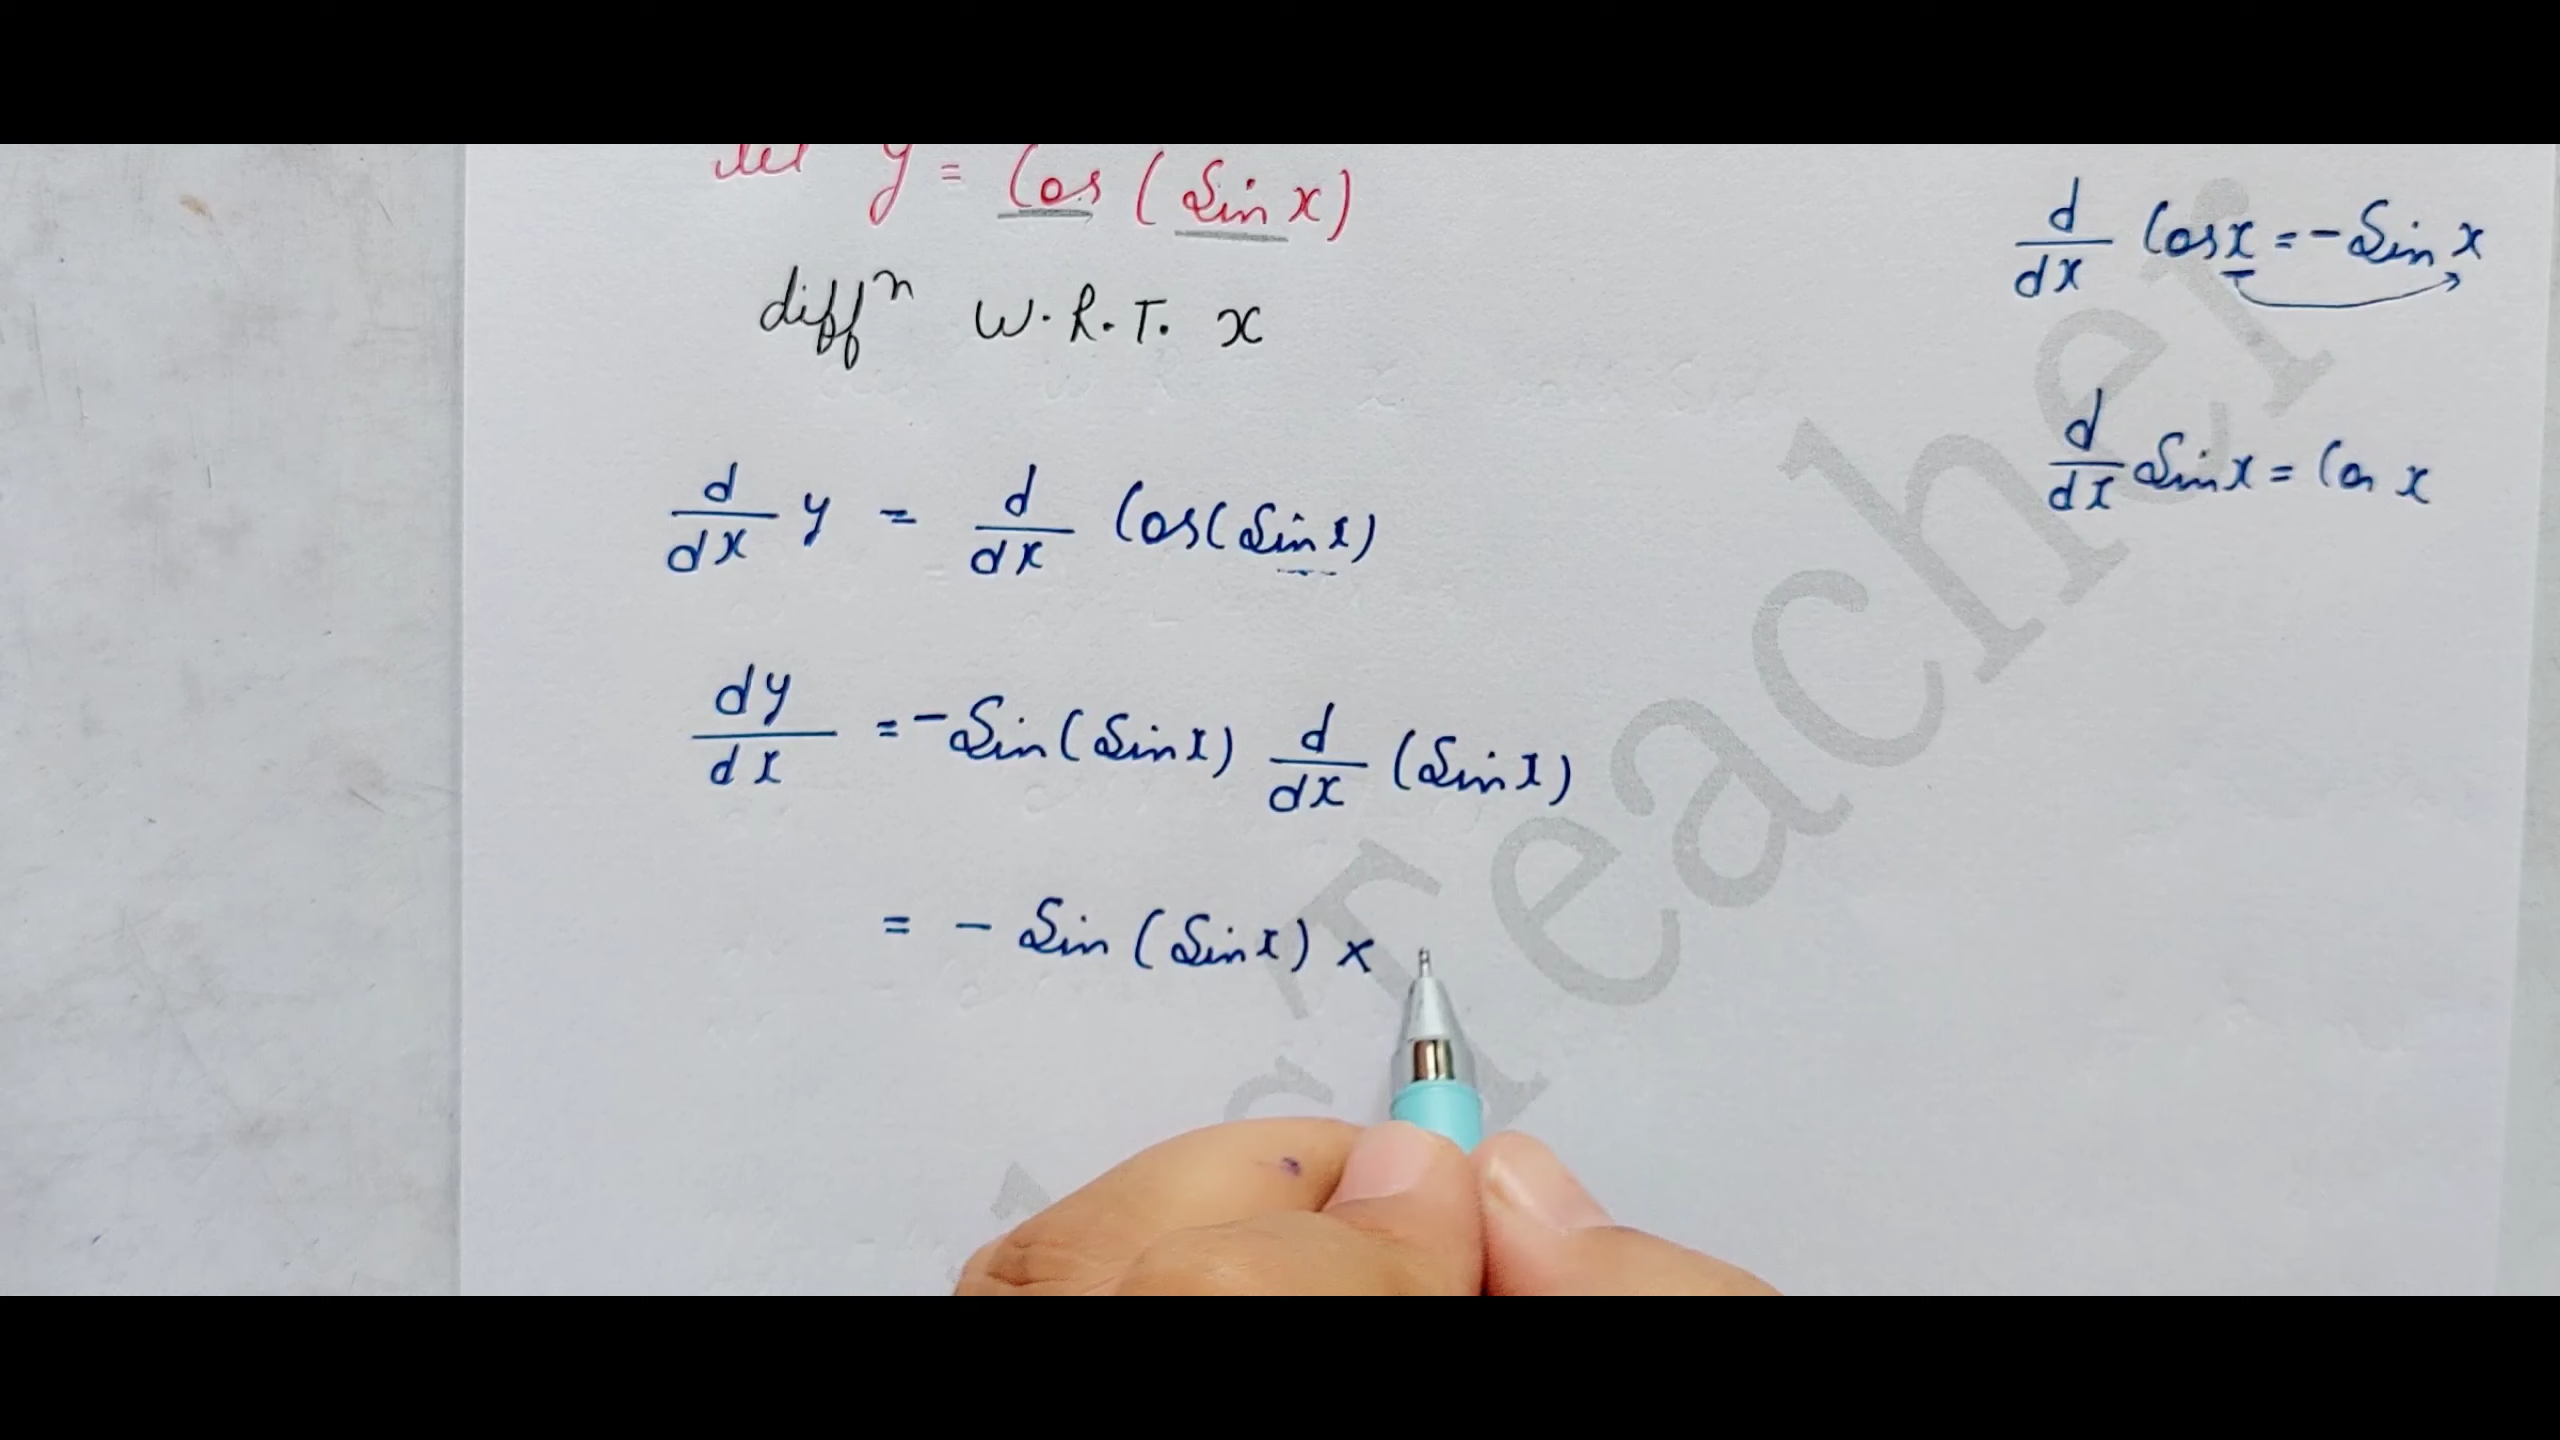 let y = Cos (Sin x)
diffⁿ W.R.T. x
d/dx y = d/dx Cos(Sin x)
dy/dx = - Sin(Sin x) d/dx (Sin x)
= - Sin (Sin x) ×
d/dx Cos x = - Sin x
d/dx Sin x = Cos x
Teacher